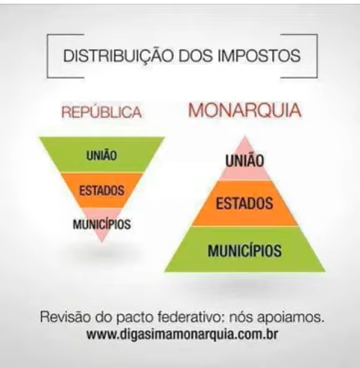 DISTRIBUIÇÃO DOS IMPOSTOS
REPÚBLICA
UNIÃO
ESTADOS
MUNICÍPIOS
MONARQUIA
UNIÃO
ESTADOS
MUNICÍPIOS
Revisão do pacto federativo: nós apoiamos.
www.digasimamonarquia.com.br